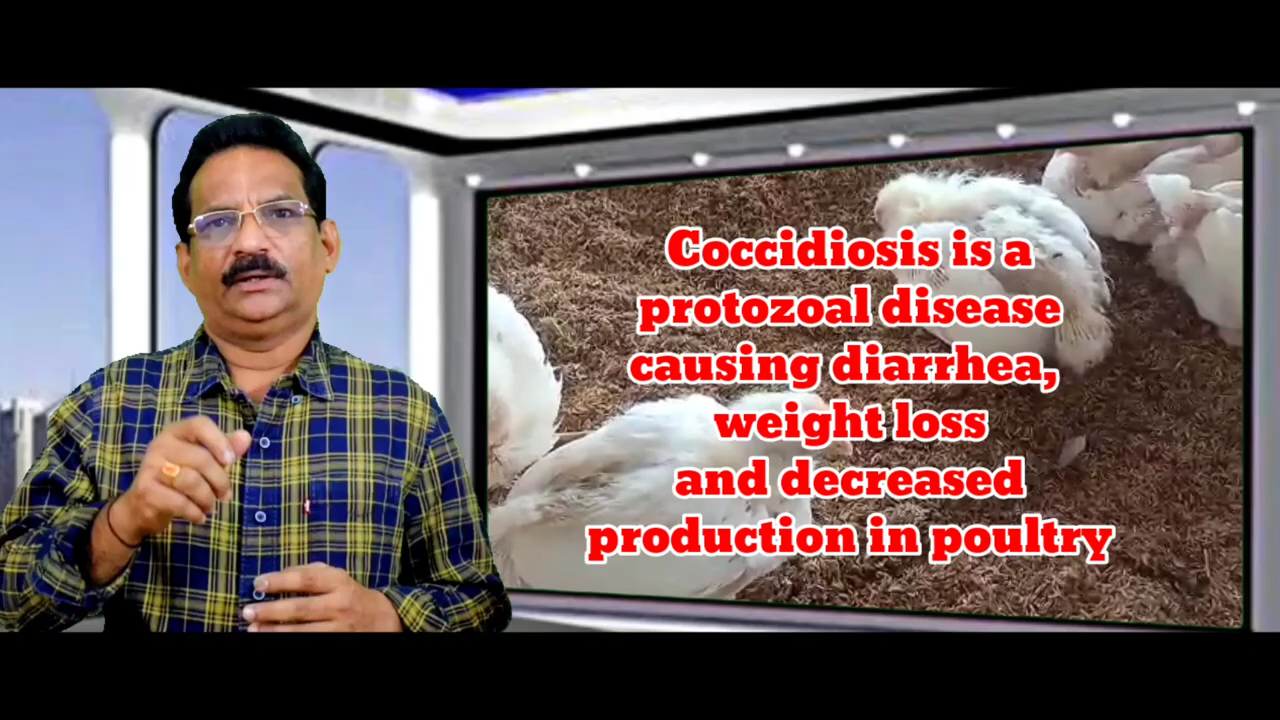 Coccidiosis is a
protozoal disease
causing diarrhea,
weight loss
and decreased
production in poultry